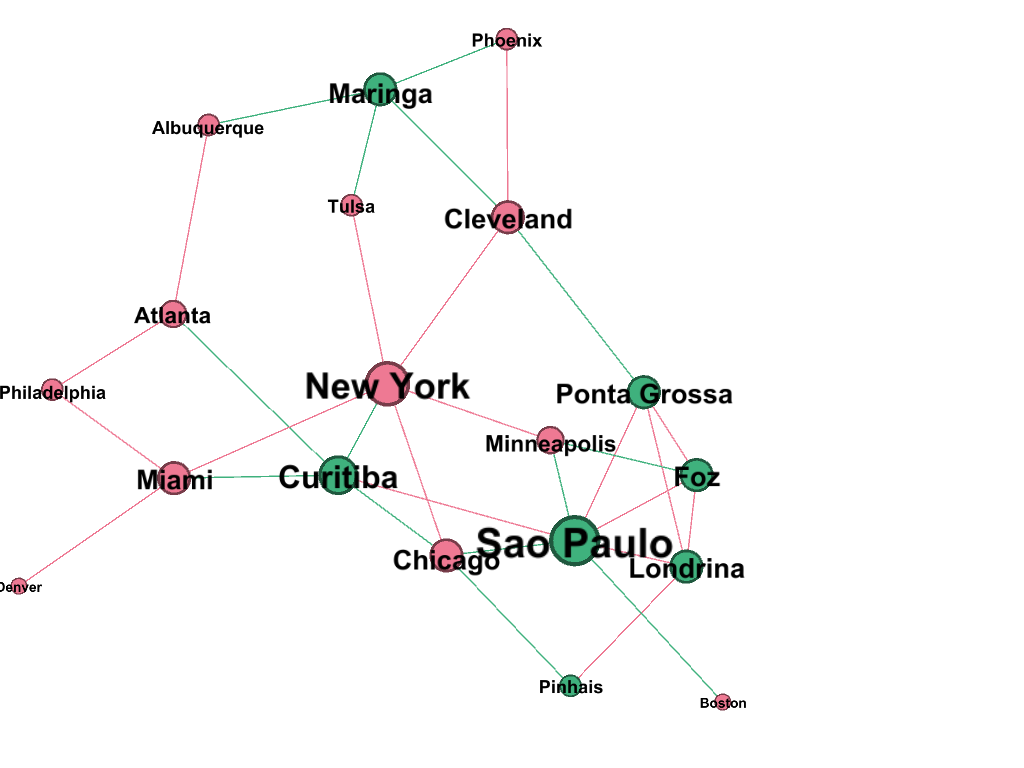 Phoenix
Maringa
Albuquerque
Tulsa
Cleveland
Atlanta
New York
Philadelphia
Ponta Grossa
Minneapolis
Miami
Curitiba
Foz
Sao Paulo
Chicago
Londrina
Denver
Pinhais
Boston